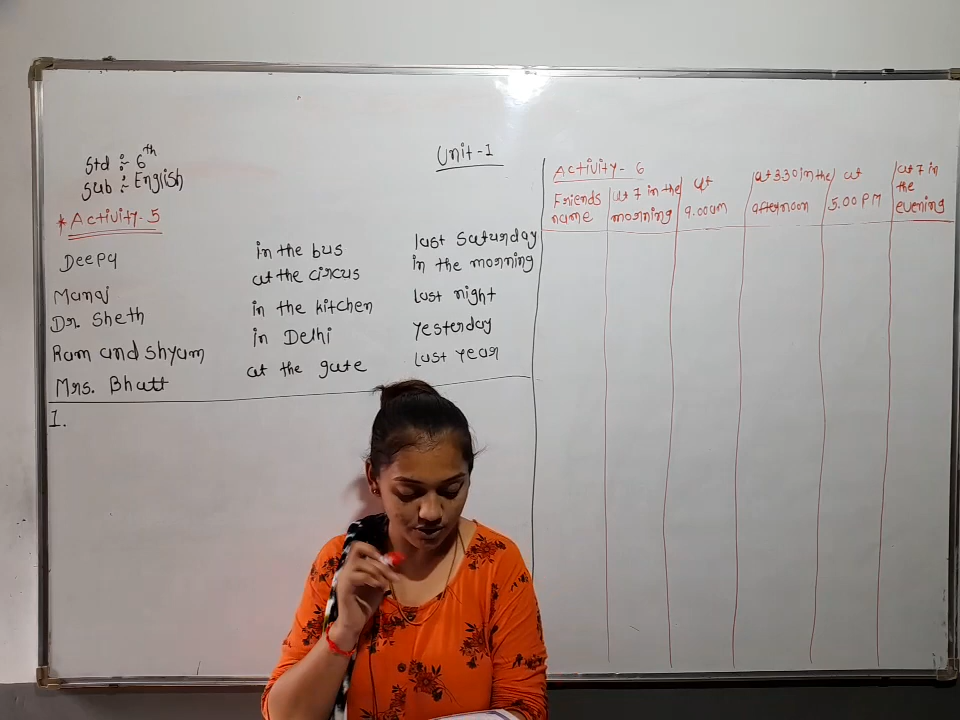 Std :- 6th
Sub :- English
Unit-1
* Activity-5
Deepa
Manoj
Dr. Sheth
Ram and Shyam
Mrs. Bhatt
in the bus
at the circus
in the kitchen
in Delhi
at the gate
last saturday
in the morning
last night
yesterday
last year
1.
Activity-6
Friends name
at 7 in the morning
at 9.00am
at 3.30 in the afternoon
at 5.00 PM
at 7 in the evening